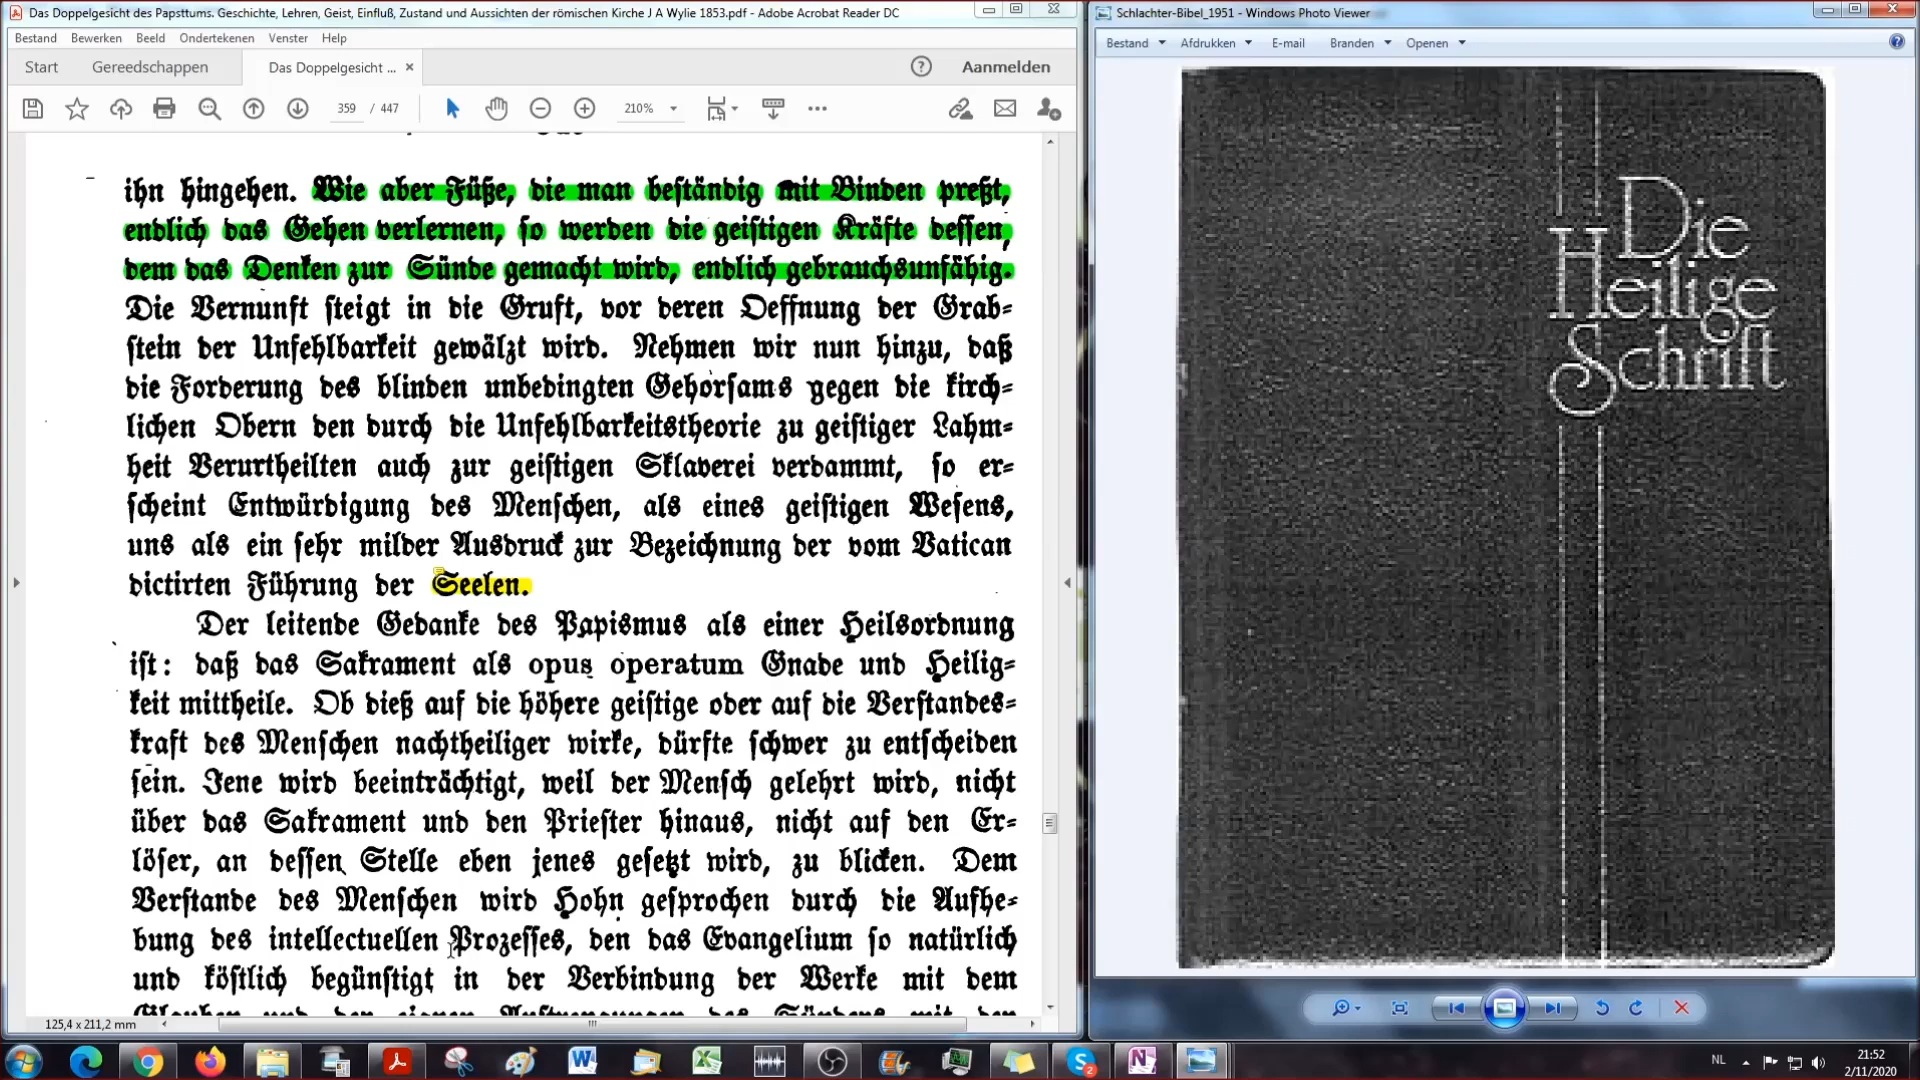 Das Doppelgesicht des Papsttums. Geschichte, Lehren, Geist, Einfluß, Zustand und Aussichten der römischen Kirche J A Wylie 1853.pdf - Adobe Acrobat Reader DC
Bestand Bewerken Beeld Ondertekenen Venster Help
Start Gereedschappen Das Doppelgesicht ... × Aanmelden
359 / 447 210%
ihn hingehen. Wie aber Füße, die man beständig mit Binden preßt,
endlich das Gehen verlernen, so werden die geistigen Kräfte dessen,
dem das Denken zur Sünde gemacht wird, endlich gebrauchsunfähig.
Die Vernunft steigt in die Gruft, vor deren Oeffnung der Grab-
stein der Unfehlbarkeit gewälzt wird. Nehmen wir nun hinzu, daß
die Forderung des blinden unbedingten Gehorsams gegen die kirch-
lichen Obern den durch die Unfehlbarkeitstheorie zu geistiger Lahm-
heit Verurtheilten auch zur geistigen Sklaverei verdammt, so er-
scheint Entwürdigung des Menschen, als eines geistigen Wesens,
uns als ein sehr milder Ausdruck zur Bezeichnung der vom Vatican
dictirten Führung der Seelen.
Der leitende Gedanke des Papismus als einer Heilsordnung
ist: daß das Sakrament als opus operatum Gnade und Heilig-
keit mittheile. Ob dieß auf die höhere geistige oder auf die Verstandes-
kraft des Menschen nachtheiliger wirke, dürfte schwer zu entscheiden
sein. Jene wird beeinträchtigt, weil der Mensch gelehrt wird, nicht
über das Sakrament und den Priester hinaus, nicht auf den Er-
löser, an dessen Stelle eben jenes gesetzt wird, zu blicken. Dem
Verstande des Menschen wird Hohn gesprochen durch die Aufhe-
bung des intellectuellen Prozesses, den das Evangelium so natürlich
und köstlich begünstigt in der Verbindung der Werke mit dem
Glauben und der eignen Anstrengungen des Sünders mit der
125,4 x 211,2 mm
Schlachter-Bibel_1951 - Windows Photo Viewer
Bestand Afdrukken E-mail Branden Openen
Die
Heilige
Schrift
NL
21:52
2/11/2020